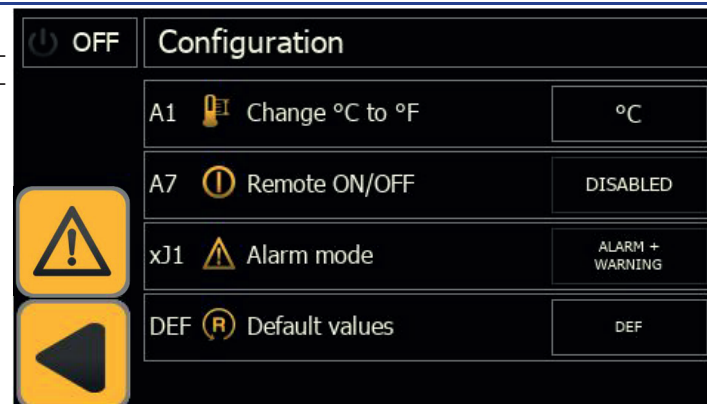 OFF
Configuration
A1 Change °C to °F °C
A7 Remote ON/OFF DISABLED
xJ1 Alarm mode ALARM +
WARNING
DEF R Default values DEF